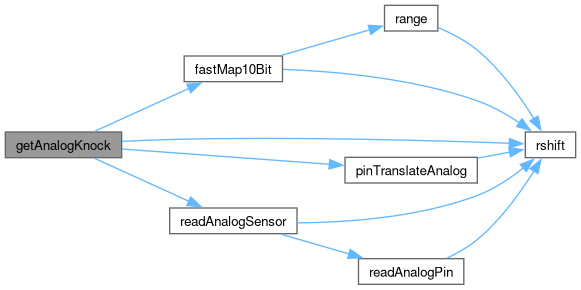 range
fastMap10Bit
getAnalogKnock
rshift
pinTranslateAnalog
readAnalogSensor
readAnalogPin